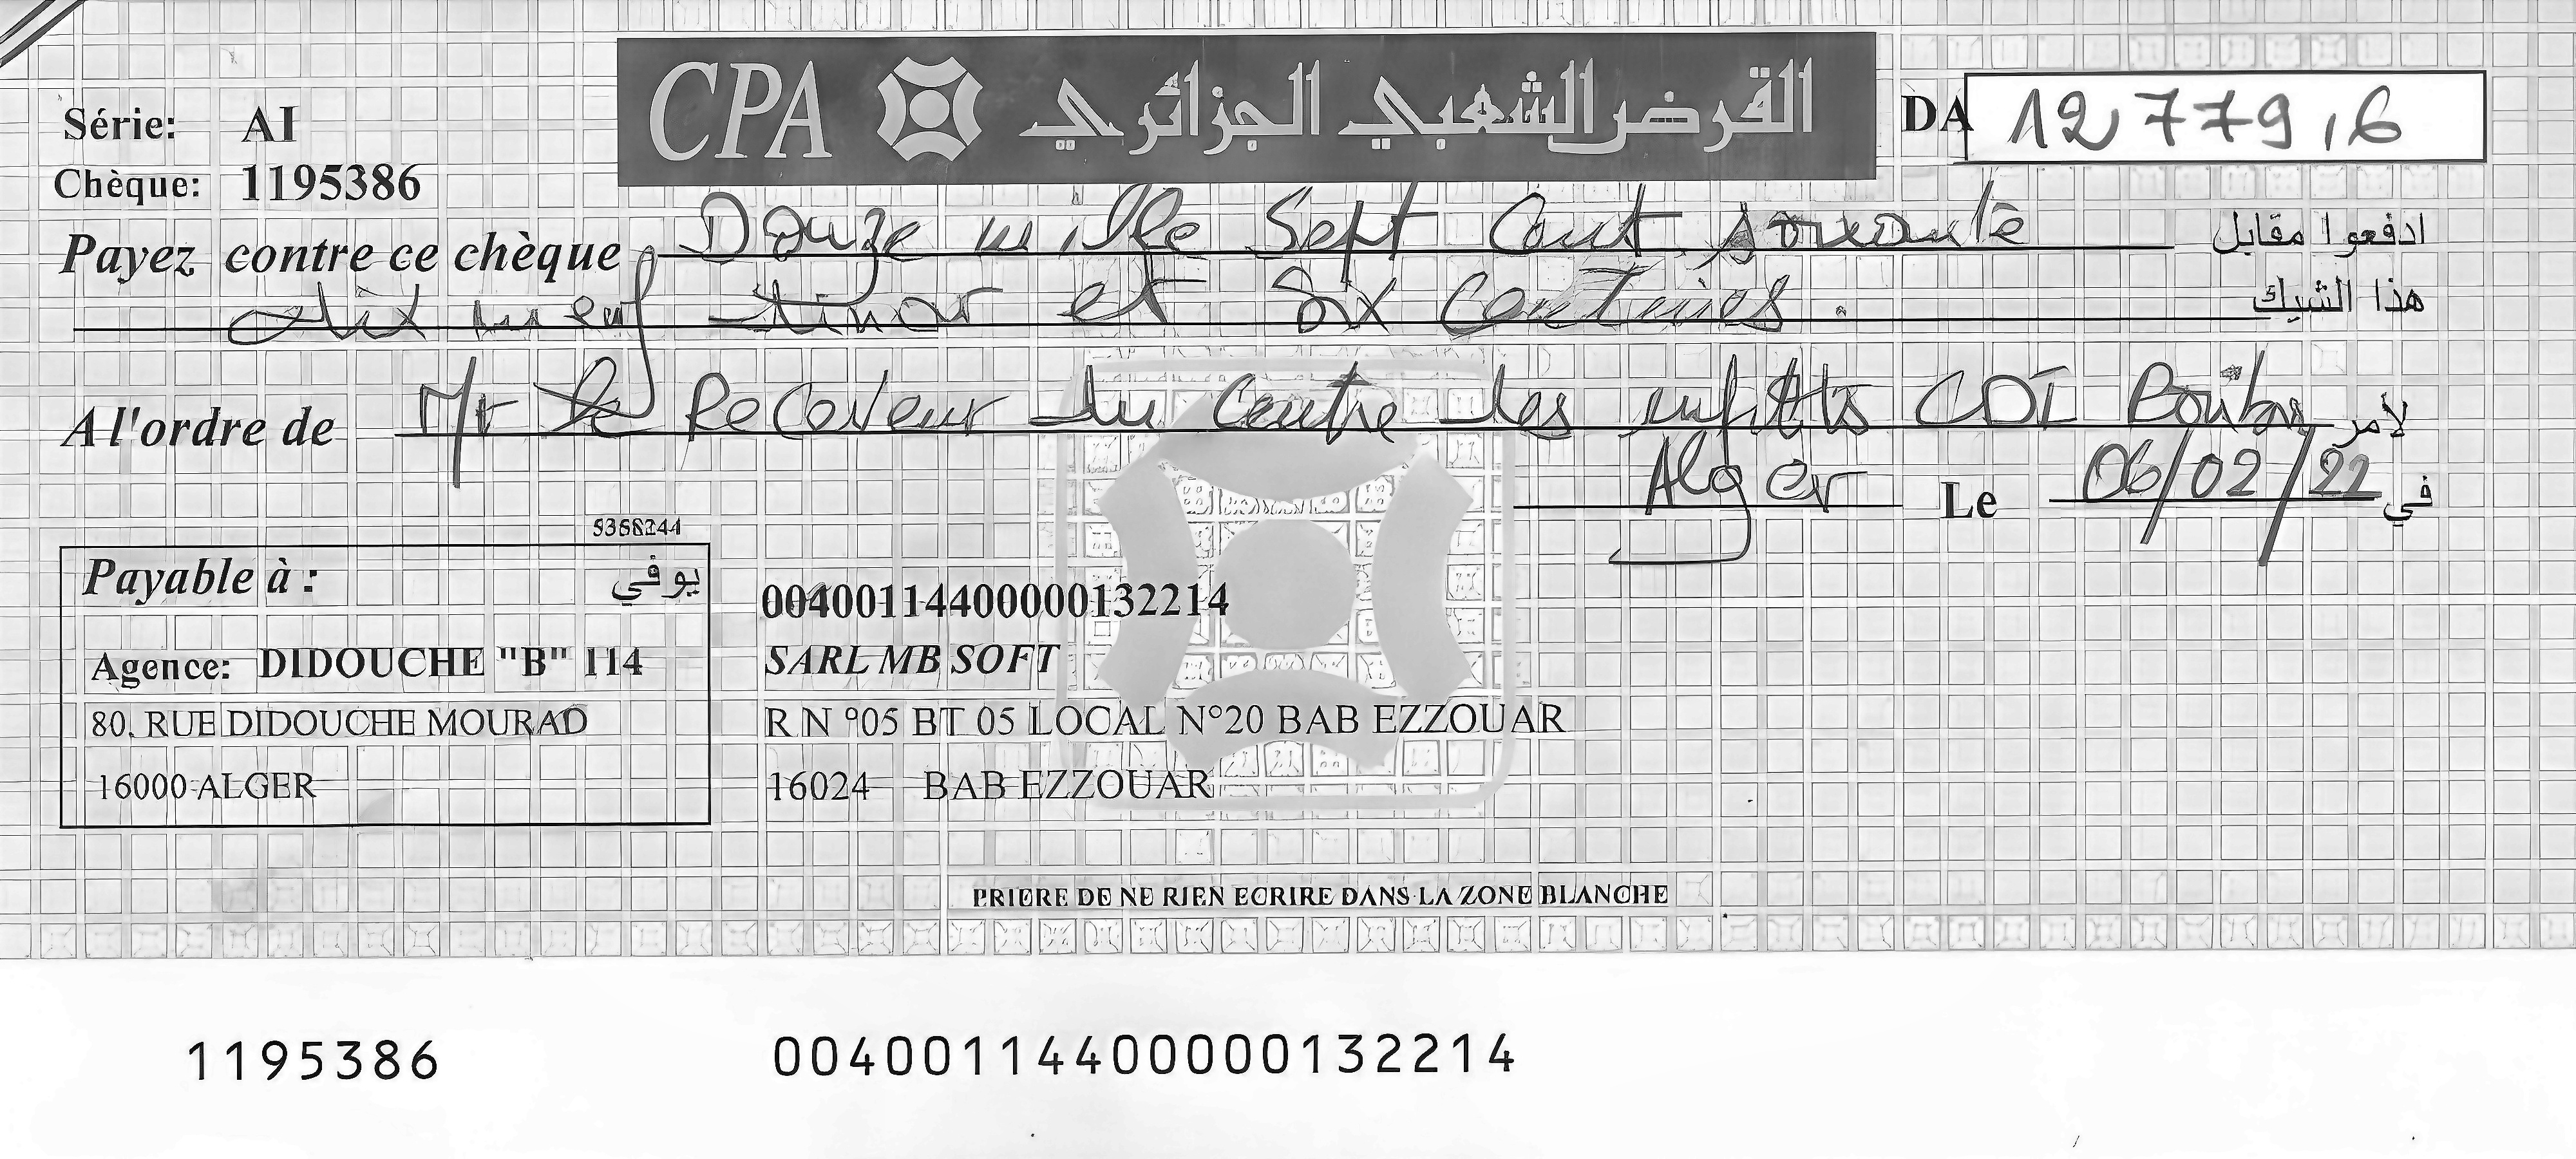 CPA القرض الشعبي الجزائري
Série: AI
DA 12 779,6
Chèque: 1195386
Payez contre ce chèque Douze mille Sept Cent soixante ادفعوا مقابل
dix neuf dinar et Six Centimes. هذا الشيك
A l'ordre de Mr le Receveur du Centre des impôts CDI لأمر
Alger Le 06/02/22 في
Payable à : يوفي
Agence: DIDOUCHE "B" 114
80, RUE DIDOUCHE MOURAD
16000 ALGER
00400114400000132214
SARL MB SOFT
R N °05 BT 05 LOCAL N°20 BAB EZZOUAR
16024 BAB EZZOUAR
PRIERE DE NE RIEN ECRIRE DANS LA ZONE BLANCHE
1195386 00400114400000132214